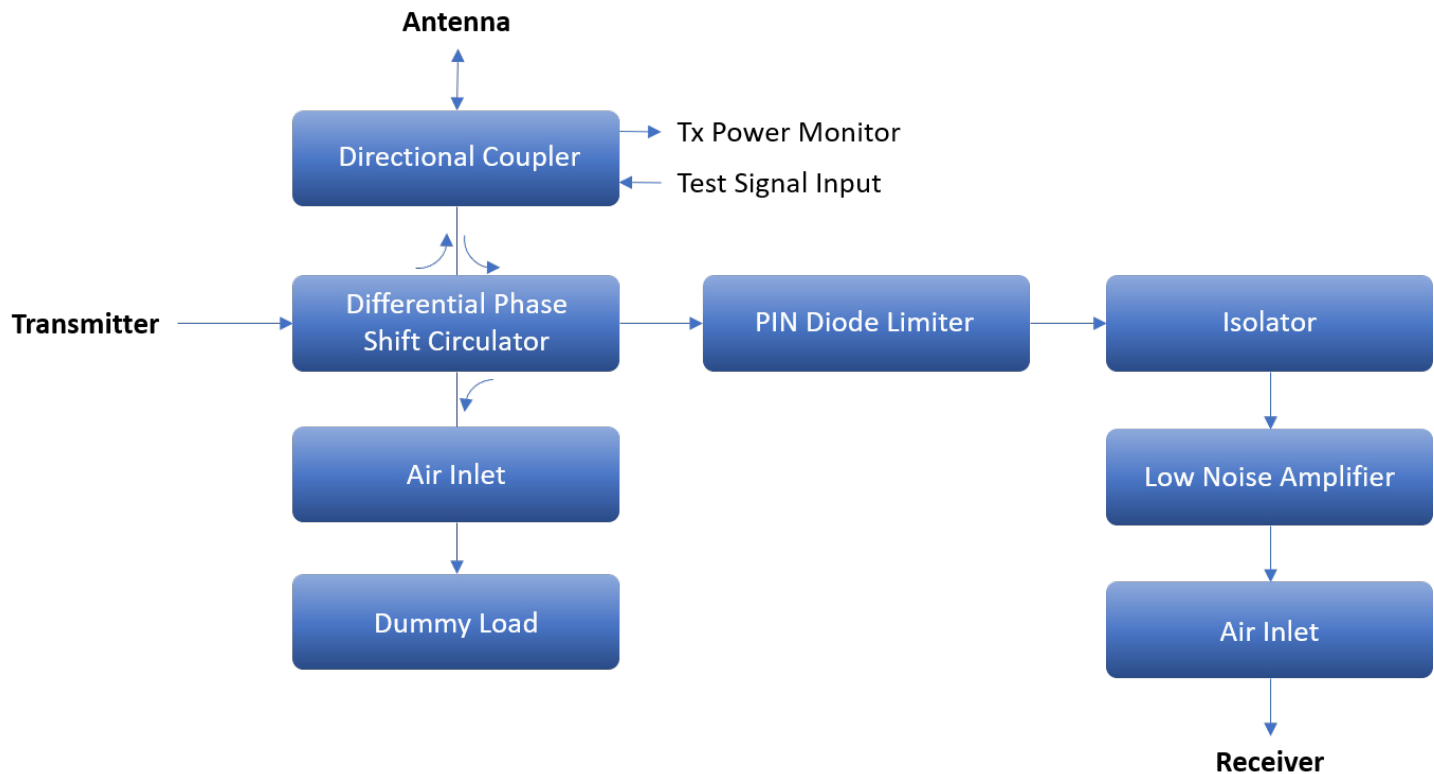 Antenna
Directional Coupler
Tx Power Monitor
Test Signal Input
Transmitter
Differential Phase
Shift Circulator
PIN Diode Limiter
Isolator
Air Inlet
Low Noise Amplifier
Dummy Load
Air Inlet
Receiver